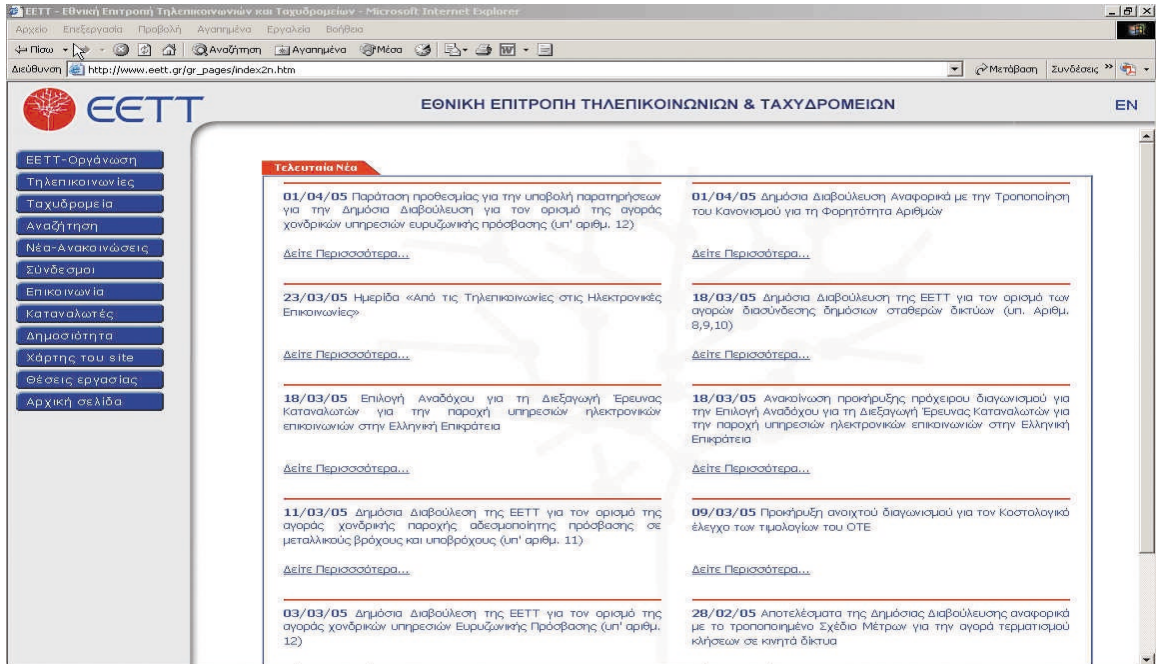 ΕΕΤΤ - Εθνική Επιτροπή Τηλεπικοινωνιών και Ταχυδρομείων - Microsoft Internet Explorer
Αρχείο Επεξεργασία Προβολή Αγαπημένα Εργαλεία Βοήθεια
Πίσω Αναζήτηση Αγαπημένα Μέσα
Διεύθυνση http://www.eett.gr/gr_pages/index2n.htm Μετάβαση Συνδέσεις »
ΕΕΤΤ ΕΘΝΙΚΗ ΕΠΙΤΡΟΠΗ ΤΗΛΕΠΙΚΟΙΝΩΝΙΩΝ & ΤΑΧΥΔΡΟΜΕΙΩΝ EN
ΕΕΤΤ-Οργάνωση
Τηλεπικοινωνίες
Ταχυδρομεία
Αναζήτηση
Νέα-Ανακοινώσεις
Σύνδεσμοι
Επικοινωνία
Καταναλωτές
Δημοσιότητα
Χάρτης του site
Θέσεις εργασίας
Αρχική σελίδα
Τελευταία Νέα
01/04/05 Παράταση προθεσμίας για την υποβολή παρατηρήσεων
για την Δημόσια Διαβούλευση για τον ορισμό της αγοράς
χονδρικών υπηρεσιών ευρυζωνικής πρόσβασης (υπ' αριθμ. 12)
Δείτε Περισσσότερα...
01/04/05 Δημόσια Διαβούλευση Αναφορικά με την Τροποποίηση
του Κανονισμού για τη Φορητότητα Αριθμών
Δείτε Περισσσότερα...
23/03/05 Ημερίδα «Από τις Τηλεπικοινωνίες στις Ηλεκτρονικές
Επικοινωνίες»
Δείτε Περισσσότερα...
18/03/05 Δημόσια Διαβούλευση της ΕΕΤΤ για τον ορισμό των
αγορών διασύνδεσης δημόσιων σταθερών δικτύων (υπ. Αριθμ.
8,9,10)
Δείτε Περισσσότερα...
18/03/05 Επιλογή Αναδόχου για τη Διεξαγωγή Έρευνας
Καταναλωτών για την παροχή υπηρεσιών ηλεκτρονικών
επικοινωνιών στην Ελληνική Επικράτεια
Δείτε Περισσσότερα...
18/03/05 Ανακοίνωση προκήρυξης πρόχειρου διαγωνισμού για
την Επιλογή Αναδόχου για τη Διεξαγωγή Έρευνας Καταναλωτών για
την παροχή υπηρεσιών ηλεκτρονικών επικοινωνιών στην Ελληνική
Επικράτεια
Δείτε Περισσσότερα...
11/03/05 Δημόσια Διαβούλεση της ΕΕΤΤ για τον ορισμό της
αγοράς χονδρικής παροχής αδεσμοποίητης πρόσβασης σε
μεταλλικούς βρόχους και υποβρόχους (υπ' αριθμ. 11)
Δείτε Περισσσότερα...
09/03/05 Προκήρυξη ανοιχτού διαγωνισμού για τον Κοστολογικό
έλεγχο των τιμολογίων του ΟΤΕ
Δείτε Περισσσότερα...
03/03/05 Δημόσια Διαβούλεση της ΕΕΤΤ για τον ορισμό της
αγοράς χονδρικών υπηρεσιών Ευρυζωνικής Πρόσβασης (υπ' αριθμ.
12)
28/02/05 Αποτελέσματα της Δημόσιας Διαβούλευσης αναφορικά
με το τροποποιημένο Σχέδιο Μέτρων για την αγορά τερματισμού
κλήσεων σε κινητά δίκτυα